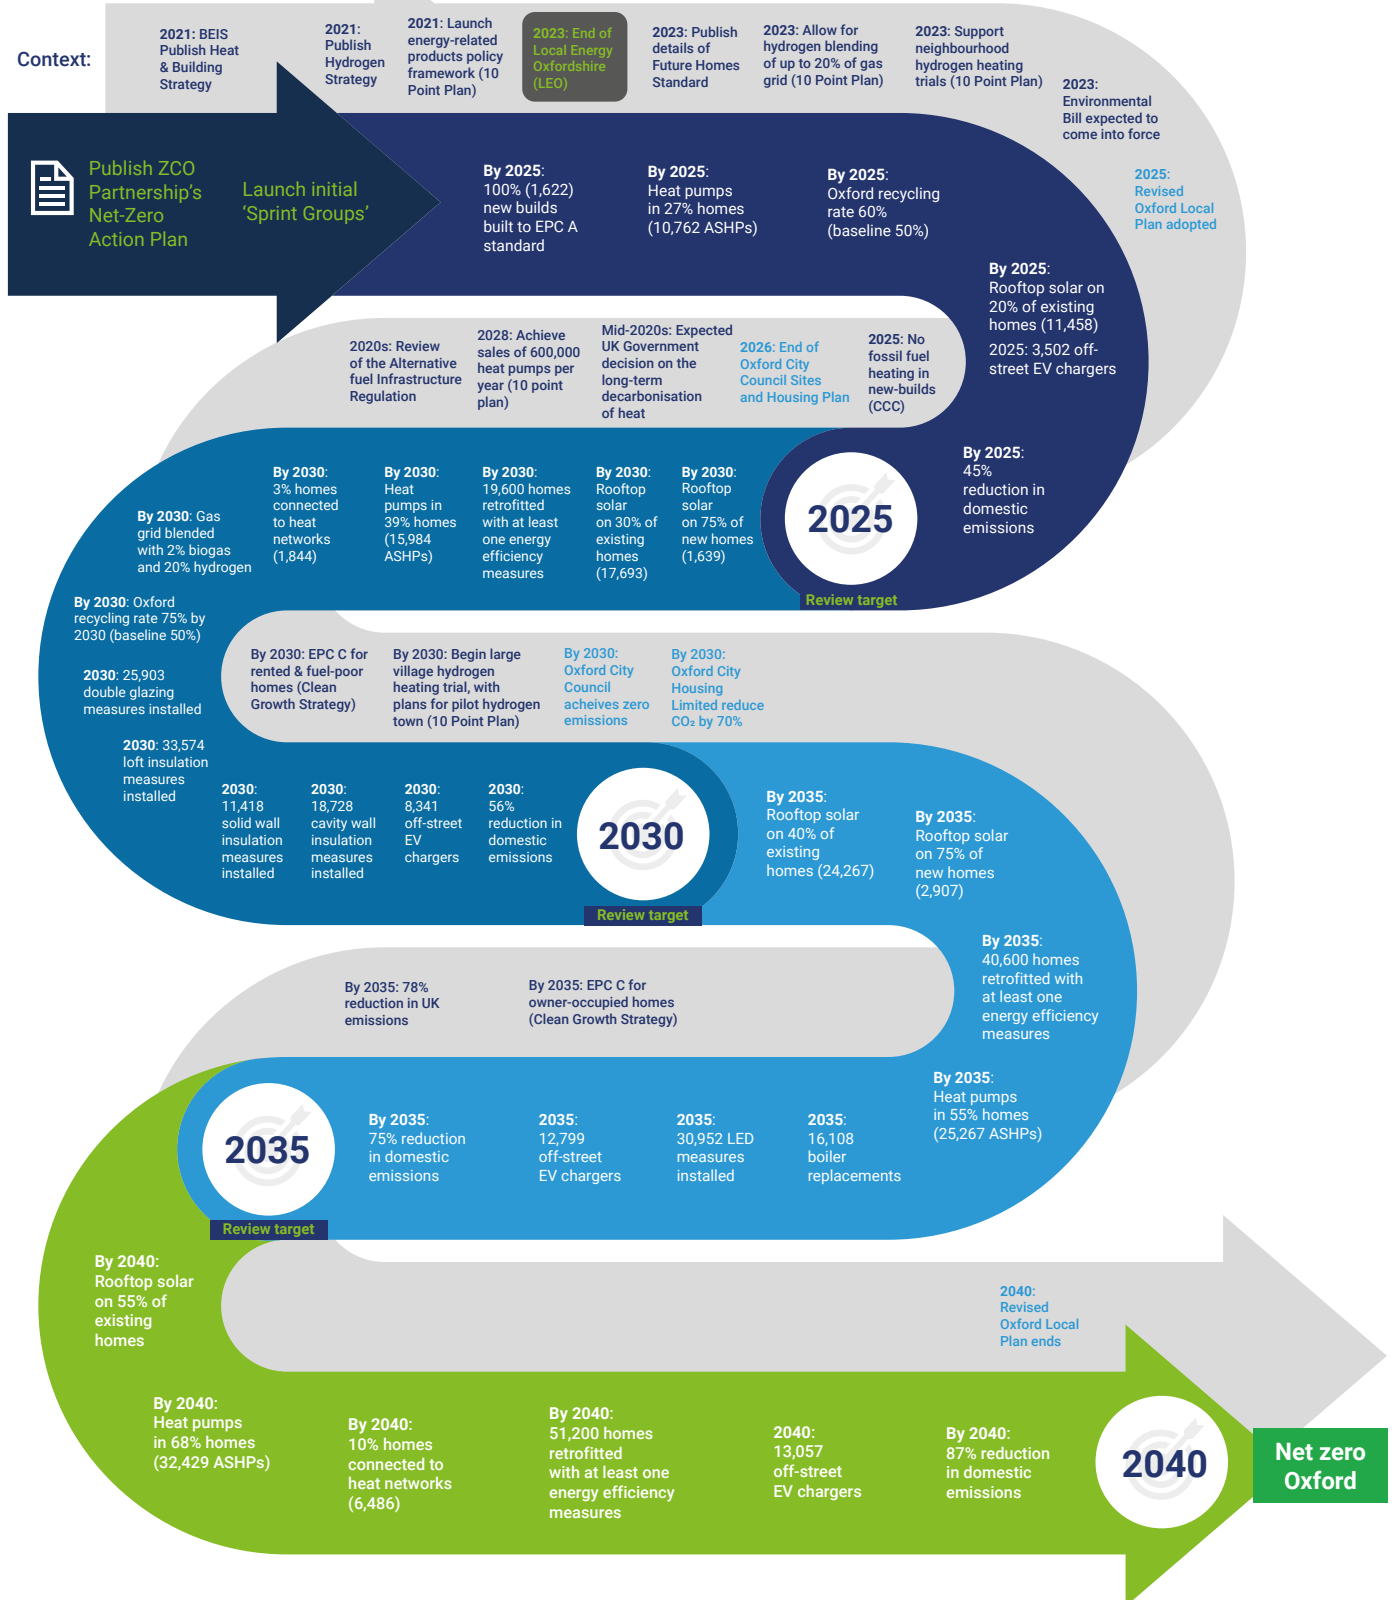 Context:
2021: BEIS
Publish Heat
& Building
Strategy
2021:
Publish
Hydrogen
Strategy
2021: Launch
energy-related
products policy
framework (10
Point Plan)
2023: End of
Local Energy
Oxfordshire
(LEO)
2023: Publish
details of
Future Homes
Standard
2023: Allow for
hydrogen blending
of up to 20% of gas
grid (10 Point Plan)
2023: Support
neighbourhood
hydrogen heating
trials (10 Point Plan)
2023:
Environmental
Bill expected to
come into force
2025:
Revised
Oxford Local
Plan adopted
Publish ZCO
Partnership's
Net-Zero
Action Plan
Launch initial
'Sprint Groups'
By 2025:
100% (1,622)
new builds
built to EPC A
standard
By 2025:
Heat pumps
in 27% homes
(10,762 ASHPs)
By 2025:
Oxford recycling
rate 60%
(baseline 50%)
By 2025:
Rooftop solar on
20% of existing
homes (11,458)
2025: 3,502 off-
street EV chargers
By 2025:
45%
reduction in
domestic
emissions
2020s: Review
of the Alternative
fuel Infrastructure
Regulation
2028: Achieve
sales of 600,000
heat pumps per
year (10 point
plan)
Mid-2020s: Expected
UK Government
decision on the
long-term
decarbonisation
of heat
2026: End of
Oxford City
Council Sites
and Housing Plan
2025: No
fossil fuel
heating in
new-builds
(CCC)
2025
Review target
By 2030:
Rooftop
solar
on 75% of
new homes
(1,639)
By 2030:
Rooftop
solar
on 30% of
existing
homes
(17,693)
By 2030:
19,600 homes
retrofitted
with at least
one energy
efficiency
measures
By 2030:
Heat
pumps in
39% homes
(15,984
ASHPs)
By 2030:
3% homes
connected
to heat
networks
(1,844)
By 2030: Gas
grid blended
with 2% biogas
and 20% hydrogen
By 2030: Oxford
recycling rate 75% by
2030 (baseline 50%)
2030: 25,903
double glazing
measures installed
2030: 33,574
loft insulation
measures
installed
2030:
11,418
solid wall
insulation
measures
installed
2030:
18,728
cavity wall
insulation
measures
installed
2030:
8,341
off-street
EV
chargers
2030:
56%
reduction in
domestic
emissions
By 2030: EPC C for
rented & fuel-poor
homes (Clean
Growth Strategy)
By 2030: Begin large
village hydrogen
heating trial, with
plans for pilot hydrogen
town (10 Point Plan)
By 2030:
Oxford City
Council
acheives zero
emissions
By 2030:
Oxford City
Housing
Limited reduce
CO₂ by 70%
2030
Review target
By 2035:
Rooftop solar
on 40% of
existing
homes (24,267)
By 2035:
Rooftop solar
on 75% of
new homes
(2,907)
By 2035:
40,600 homes
retrofitted with
at least one
energy efficiency
measures
By 2035:
Heat pumps
in 55% homes
(25,267 ASHPs)
By 2035: 78%
reduction in UK
emissions
By 2035: EPC C for
owner-occupied homes
(Clean Growth Strategy)
2035:
16,108
boiler
replacements
2035:
30,952 LED
measures
installed
2035:
12,799
off-street
EV chargers
By 2035:
75% reduction
in domestic
emissions
2035
Review target
By 2040:
Rooftop solar
on 55% of
existing
homes
By 2040:
Heat pumps
in 68% homes
(32,429 ASHPs)
By 2040:
10% homes
connected to
heat networks
(6,486)
By 2040:
51,200 homes
retrofitted
with at least one
energy efficiency
measures
2040:
13,057
off-street
EV chargers
By 2040:
87% reduction
in domestic
emissions
2040:
Revised
Oxford Local
Plan ends
2040
Net zero
Oxford